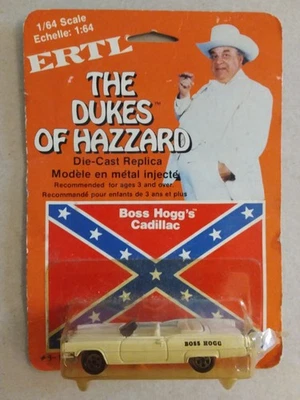 1/64 Scale
Echelle: 1:64
ERTL
THE
DUKES
OF HAZZARD
TM
Die-Cast Replica
Modèle en métal injecté
Recommended for ages 3 and over.
Recommandé pour enfants de 3 ans et plus
Boss Hogg's
Cadillac
BOSS HOGG